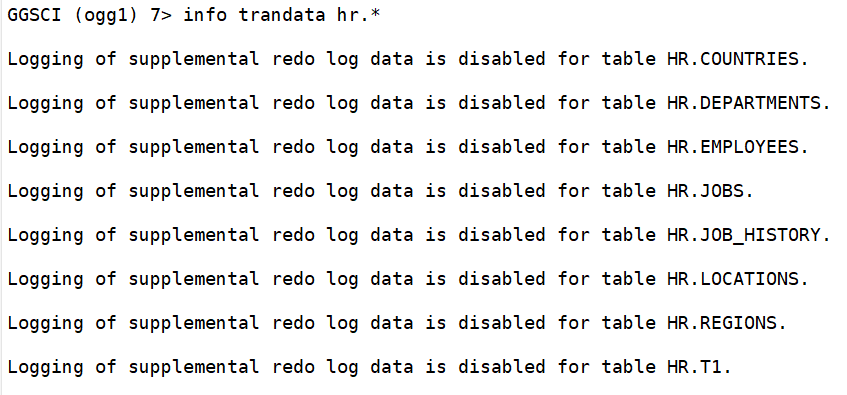 GGSCI (ogg1) 7> info trandata hr.*
Logging of supplemental redo log data is disabled for table HR.COUNTRIES.
Logging of supplemental redo log data is disabled for table HR.DEPARTMENTS.
Logging of supplemental redo log data is disabled for table HR.EMPLOYEES.
Logging of supplemental redo log data is disabled for table HR.JOBS.
Logging of supplemental redo log data is disabled for table HR.JOB_HISTORY.
Logging of supplemental redo log data is disabled for table HR.LOCATIONS.
Logging of supplemental redo log data is disabled for table HR.REGIONS.
Logging of supplemental redo log data is disabled for table HR.T1.